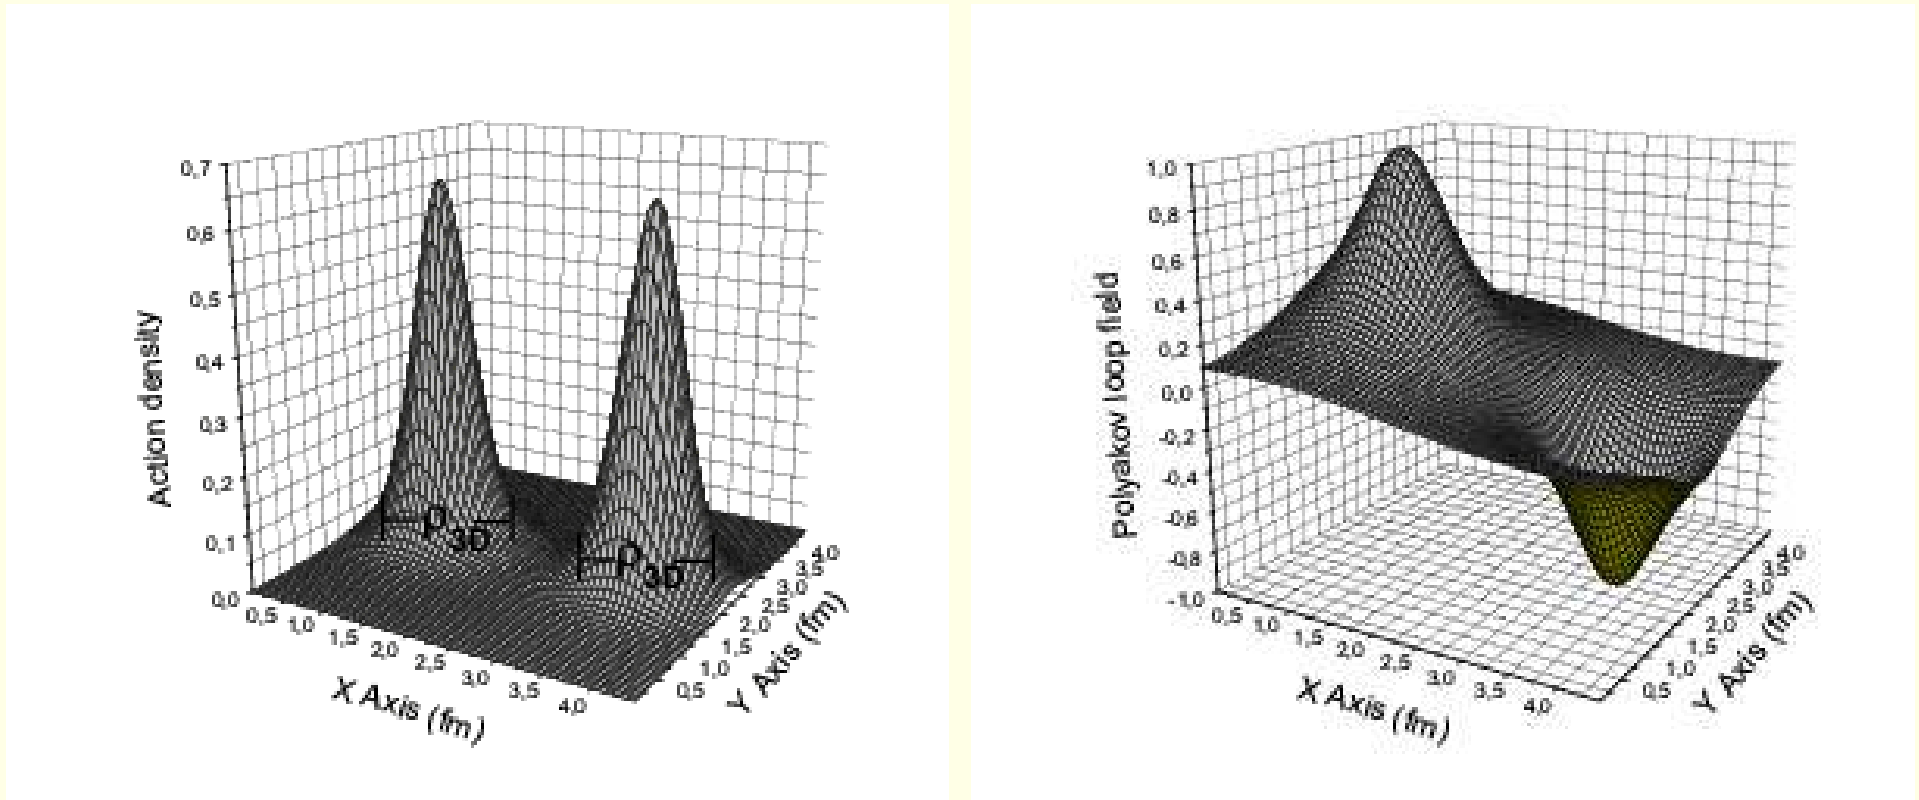 0,7
0,6
0,5
0,4
0,3
0,2
0,1
0,0
Action density
ρ3D
ρ3D
0,5 1,0 1,5 2,0 2,5 3,0 3,5 4,0
X Axis (fm)
0,5 1,0 1,5 2,0 2,5 3,0 3,5 4,0
Y Axis (fm)
1,0
0,8
0,6
0,4
0,2
0,0
-0,2
-0,4
-0,6
-0,8
-1,0
Polyakov loop field
0,5 1,0 1,5 2,0 2,5 3,0 3,5 4,0
X Axis (fm)
0,5 1,0 1,5 2,0 2,5 3,0 3,5 4,0
Y Axis (fm)